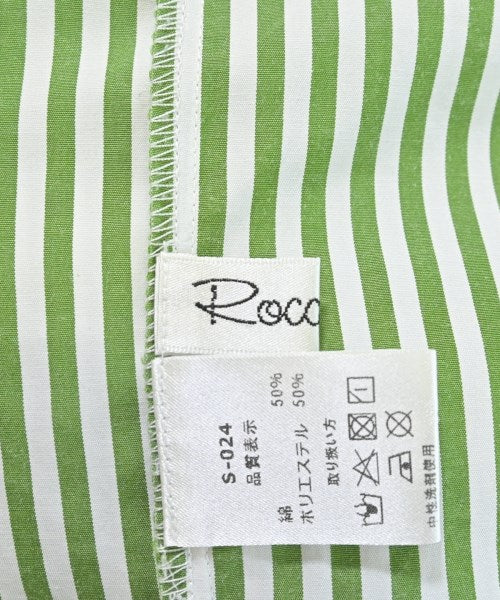 Rocc
S-024
品質表示
綿 50%
ポリエステル 50%
取り扱い方
中性洗剤使用